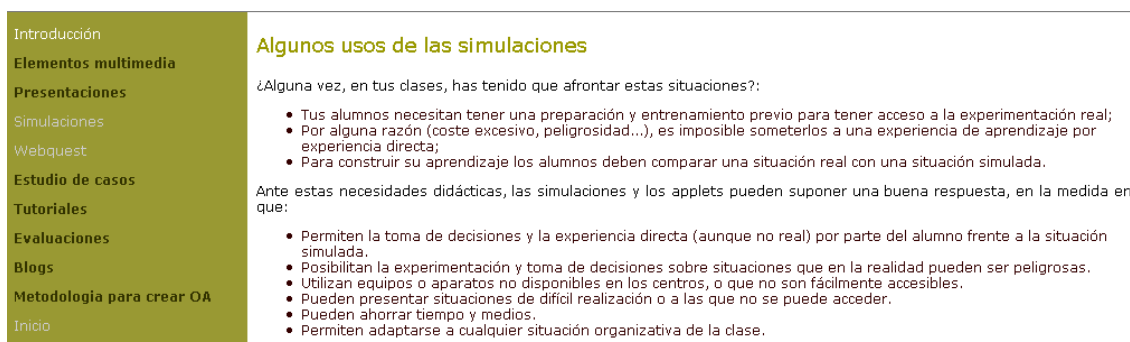 Introducción
Elementos multimedia
Presentaciones
Simulaciones
Webquest
Estudio de casos
Tutoriales
Evaluaciones
Blogs
Metodologia para crear OA
Inicio
Algunos usos de las simulaciones
¿Alguna vez, en tus clases, has tenido que afrontar estas situaciones?:
• Tus alumnos necesitan tener una preparación y entrenamiento previo para tener acceso a la experimentación real;
• Por alguna razón (coste excesivo, peligrosidad...), es imposible someterlos a una experiencia de aprendizaje por
experiencia directa;
• Para construir su aprendizaje los alumnos deben comparar una situación real con una situación simulada.
Ante estas necesidades didácticas, las simulaciones y los applets pueden suponer una buena respuesta, en la medida en
que:
• Permiten la toma de decisiones y la experiencia directa (aunque no real) por parte del alumno frente a la situación
simulada.
• Posibilitan la experimentación y toma de decisiones sobre situaciones que en la realidad pueden ser peligrosas.
• Utilizan equipos o aparatos no disponibles en los centros, o que no son fácilmente accesibles.
• Pueden presentar situaciones de difícil realización o a las que no se puede acceder.
• Pueden ahorrar tiempo y medios.
• Permiten adaptarse a cualquier situación organizativa de la clase.